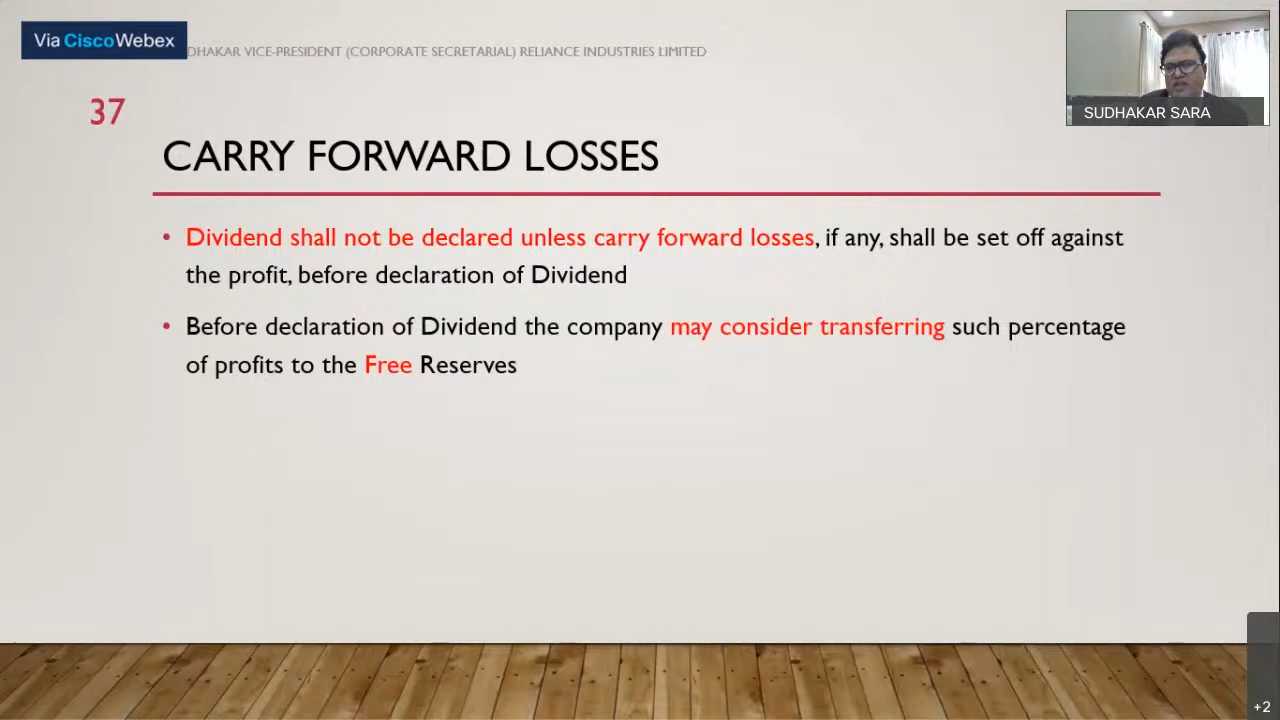 Via Cisco Webex
DHAKAR VICE-PRESIDENT (CORPORATE SECRETARIAL) RELIANCE INDUSTRIES LIMITED
SUDHAKAR SARA
37
CARRY FORWARD LOSSES
• Dividend shall not be declared unless carry forward losses, if any, shall be set off against
the profit, before declaration of Dividend
• Before declaration of Dividend the company may consider transferring such percentage
of profits to the Free Reserves
+2